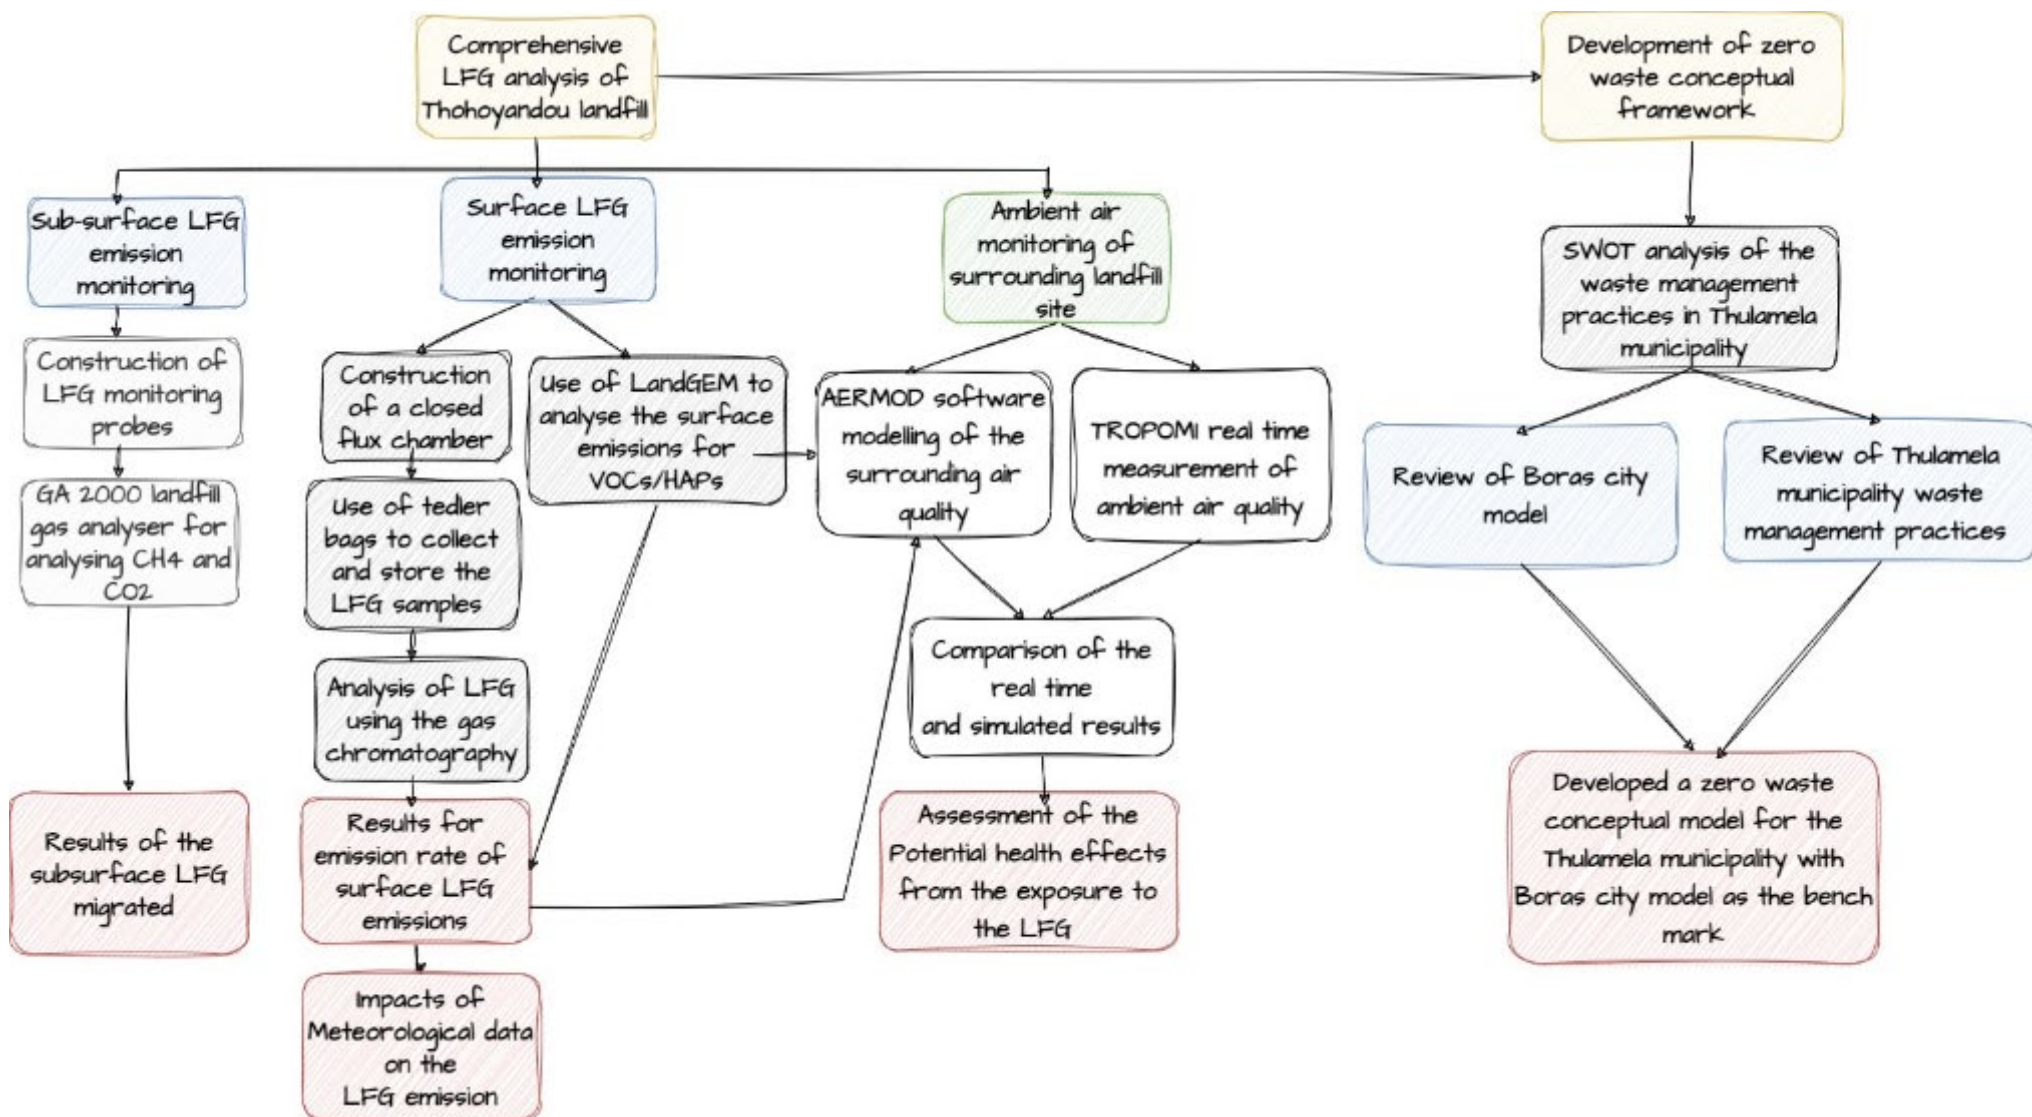 Comprehensive
LFG analysis of
Thohoyandou landfill
Development of zero
waste conceptual
framework
Sub-surface LFG
emission
monitoring
Surface LFG
emission
monitoring
Ambient air
monitoring of
surrounding landfill
site
SWOT analysis of the
waste management
practices in Thulamela
municipality
Construction of
LFG monitoring
probes
Construction
of a closed
flux chamber
Use of LandGEM to
analyse the surface
emissions for
VOCs/HAPs
AERMOD software
modelling of the
surrounding air
quality
TROPOMI real time
measurement of
ambient air quality
Review of Boras city
model
Review of Thulamela
municipality waste
management practices
GA 2000 landfill
gas analyser for
analysing CH4 and
CO2
Use of tedler
bags to collect
and store the
LFG samples
Analysis of LFG
using the gas
chromatography
Comparison of the
real time
and simulated results
Results of the
subsurface LFG
migrated
Results for
emission rate of
surface LFG
emissions
Assessment of the
Potential health effects
from the exposure to
the LFG
Developed a zero waste
conceptual model for the
Thulamela municipality with
Boras city model as the bench
mark
Impacts of
Meteorological data
on the
LFG emission